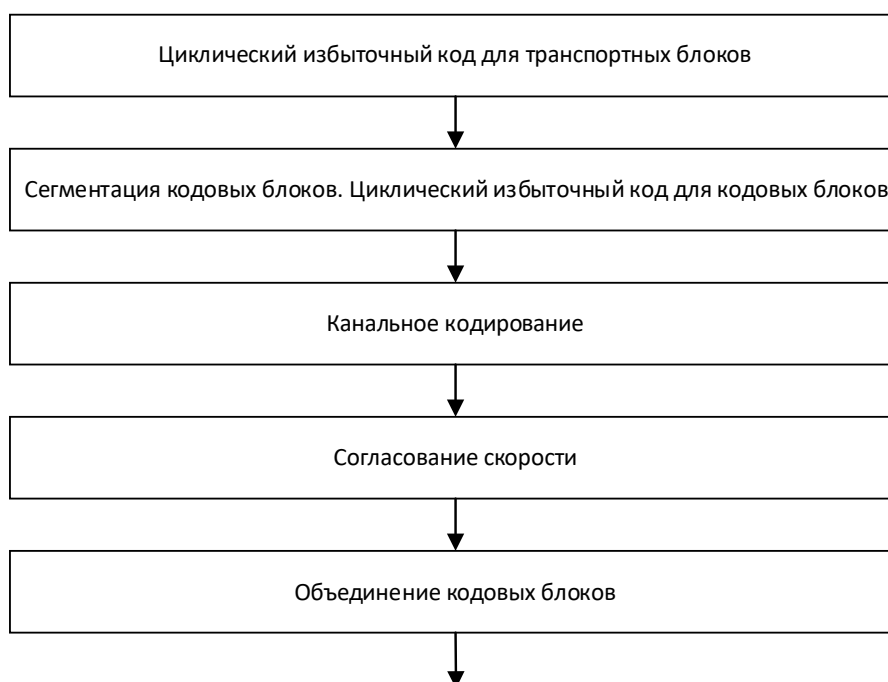 Циклический избыточный код для транспортных блоков
Сегментация кодовых блоков. Циклический избыточный код для кодовых блоков
Канальное кодирование
Согласование скорости
Объединение кодовых блоков